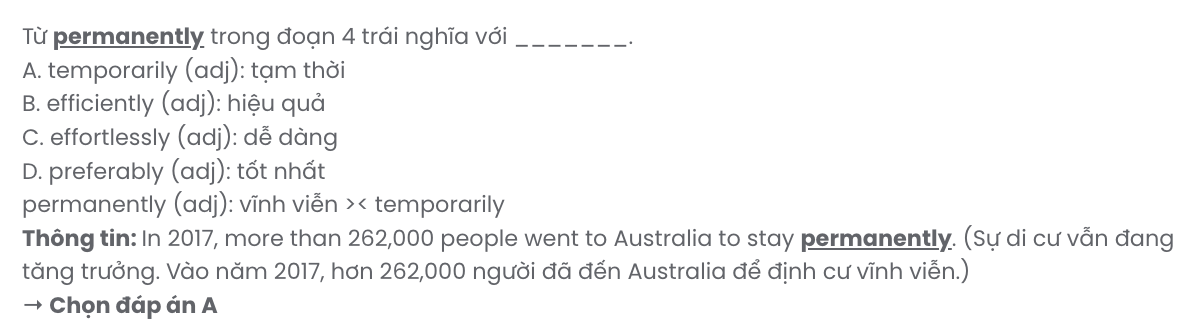 Từ permanently trong đoạn 4 trái nghĩa với _______.
A. temporarily (adj): tạm thời
B. efficiently (adj): hiệu quả
C. effortlessly (adj): dễ dàng
D. preferably (adj): tốt nhất
permanently (adj): vĩnh viễn >< temporarily
Thông tin: In 2017, more than 262,000 people went to Australia to stay permanently. (Sự di cư vẫn đang
tăng trưởng. Vào năm 2017, hơn 262,000 người đã đến Australia để định cư vĩnh viễn.)
→ Chọn đáp án A